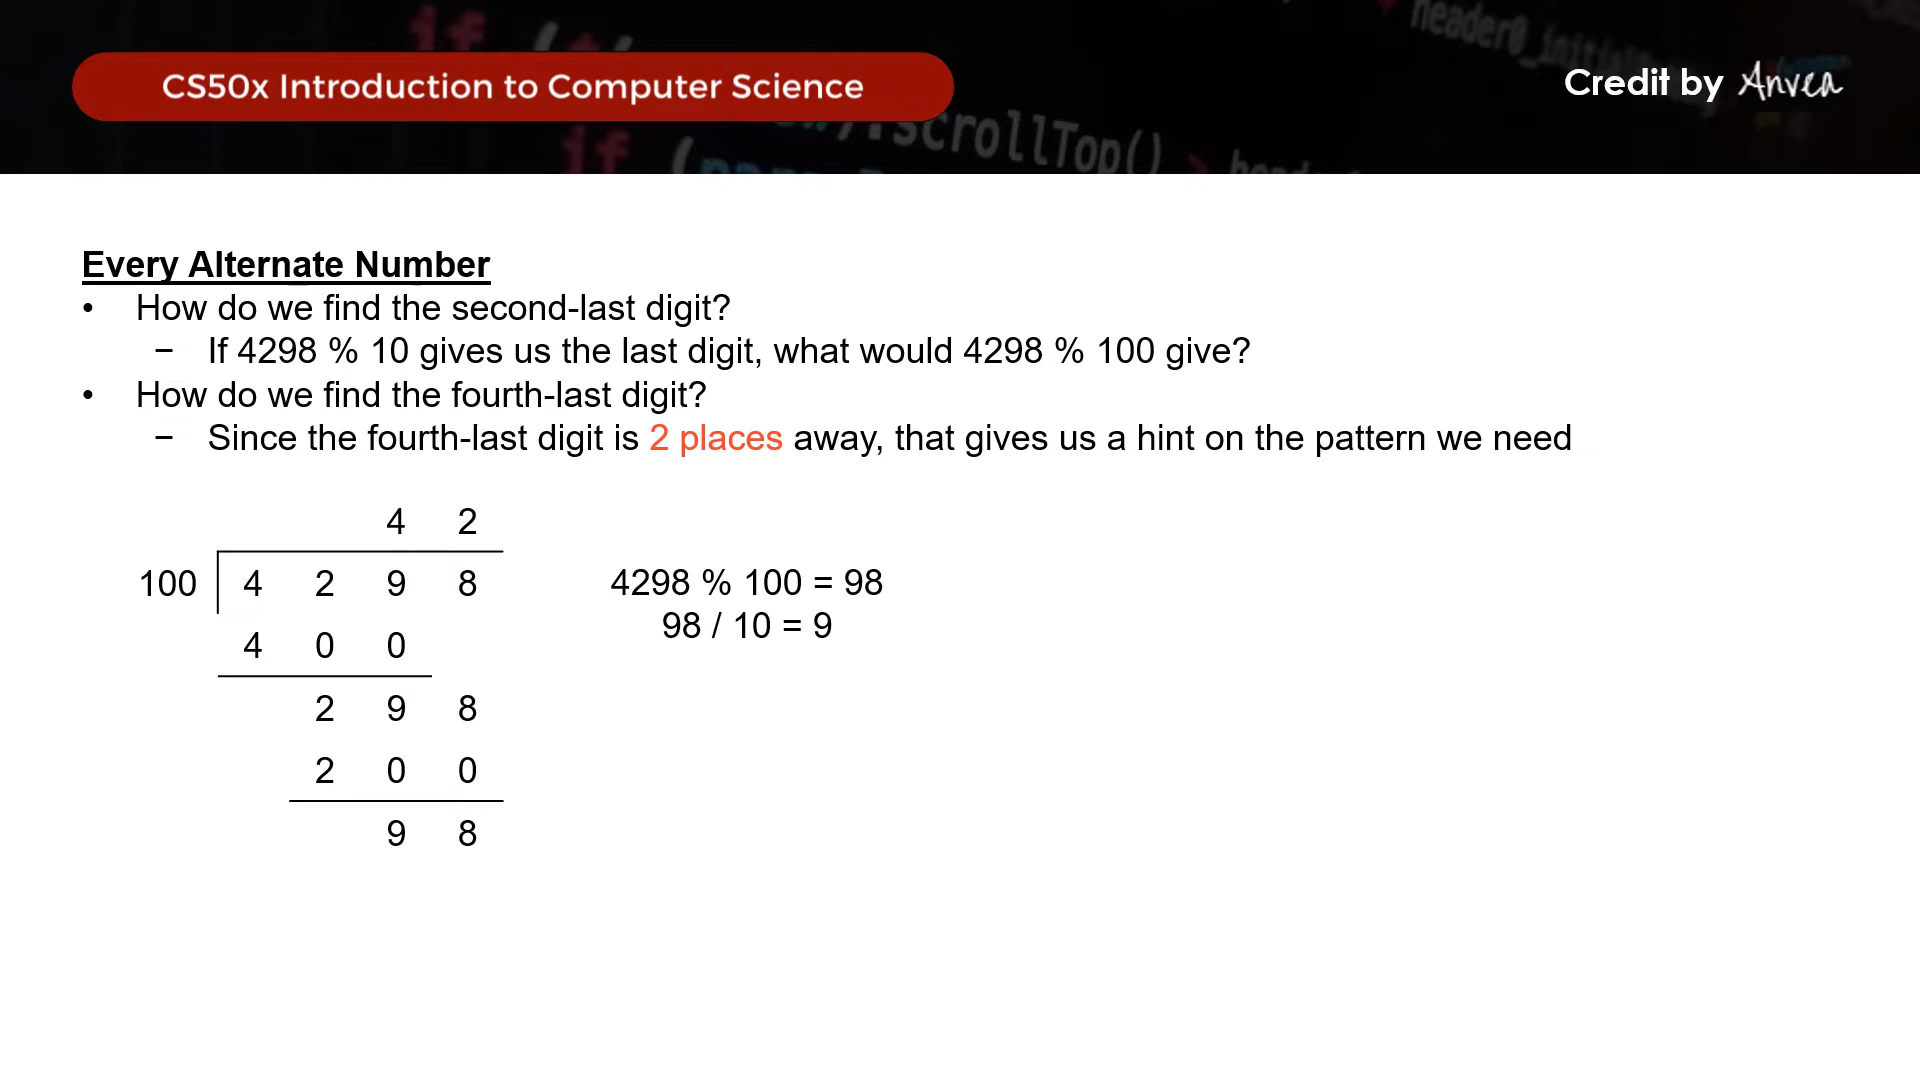 if
header0_initial
CS50x Introduction to Computer Science
Credit by Anvea
.scrollTop() >
if (
Every Alternate Number
• How do we find the second-last digit?
− If 4298 % 10 gives us the last digit, what would 4298 % 100 give?
• How do we find the fourth-last digit?
− Since the fourth-last digit is 2 places away, that gives us a hint on the pattern we need
4 2
100 4 2 9 8
4298 % 100 = 98
98 / 10 = 9
4 0 0
2 9 8
2 0 0
9 8